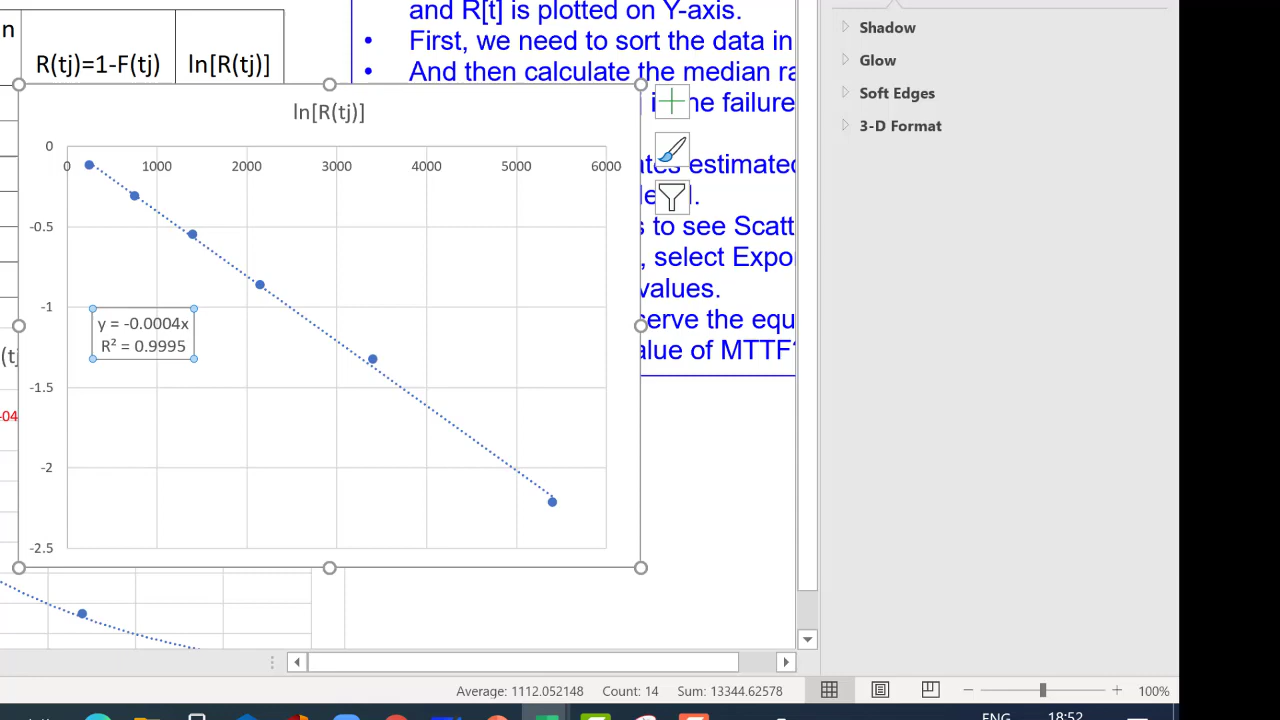 and R[t] is plotted on Y-axis.
• First, we need to sort the data in
n
R(tj)=1-F(tj)
ln[R(tj)]
• And then calculate the median ra
ne failure
ates estimated
s to see Scatt
, select Expo
values.
serve the equ
alue of MTTF
ln[R(tj)]
0
0 1000 2000 3000 4000 5000 6000
-0.5
-1
y = -0.0004x
R² = 0.9995
-1.5
-2
-2.5
(tj
-04
Shadow
Glow
Soft Edges
3-D Format
Average: 1112.052148 Count: 14 Sum: 13344.62578
100%
ENG 18:52